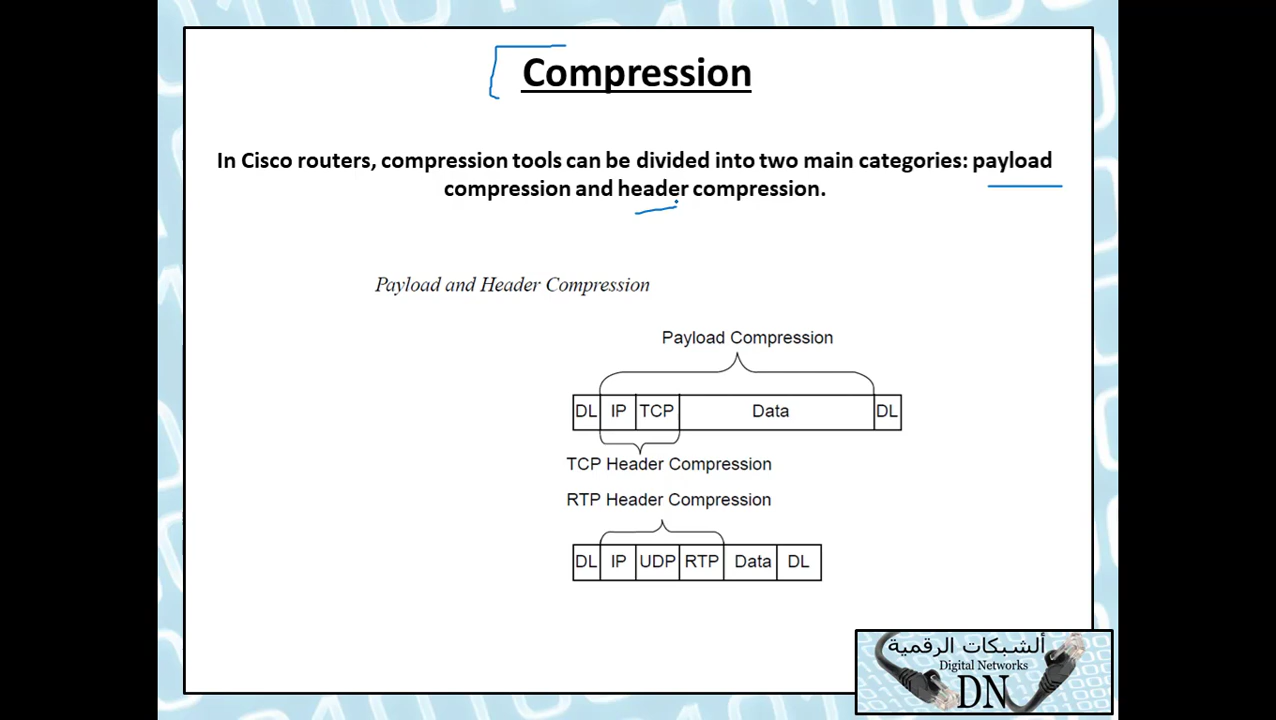 Compression
In Cisco routers, compression tools can be divided into two main categories: payload
compression and header compression.
Payload and Header Compression
Payload Compression
DL IP TCP Data DL
TCP Header Compression
RTP Header Compression
DL IP UDP RTP Data DL
ألشبكات الرقمية
Digital Networks
DN